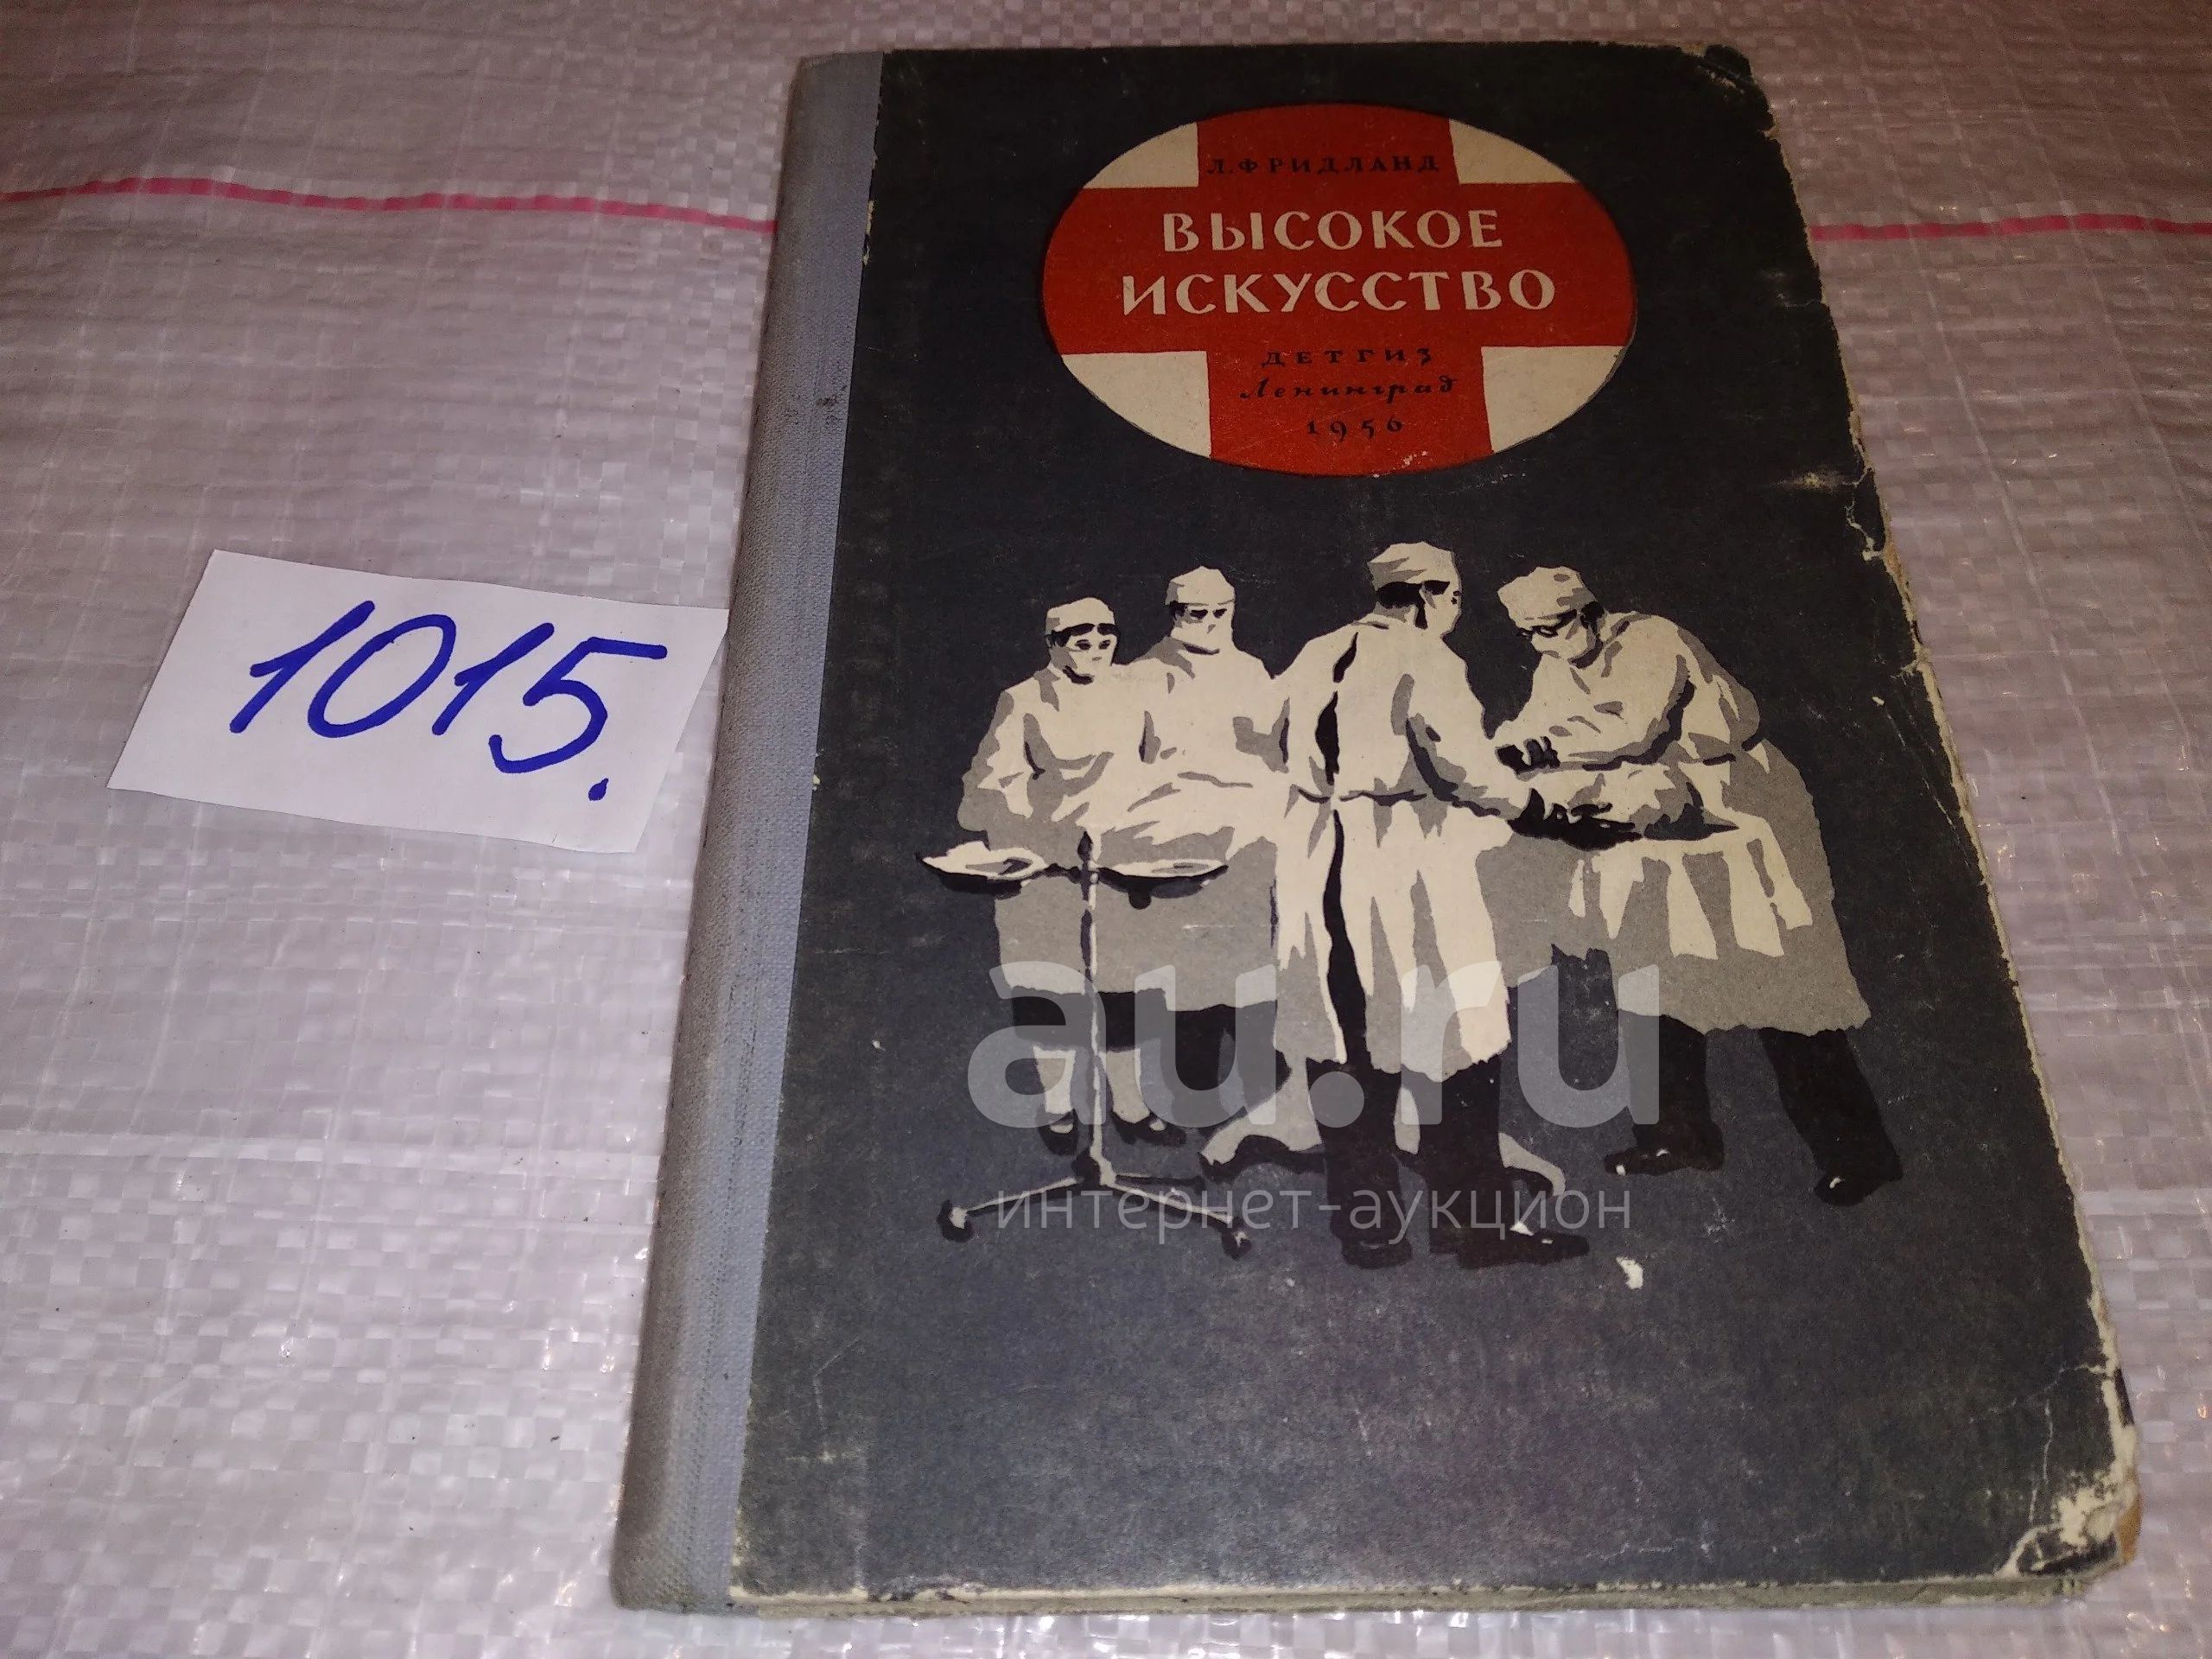 Л. ФРИДЛАНД
ВЫСОКОЕ
ИСКУССТВО
ДЕТГИЗ
Ленинград
1956
1015.
au.ru
интернет-аукцион